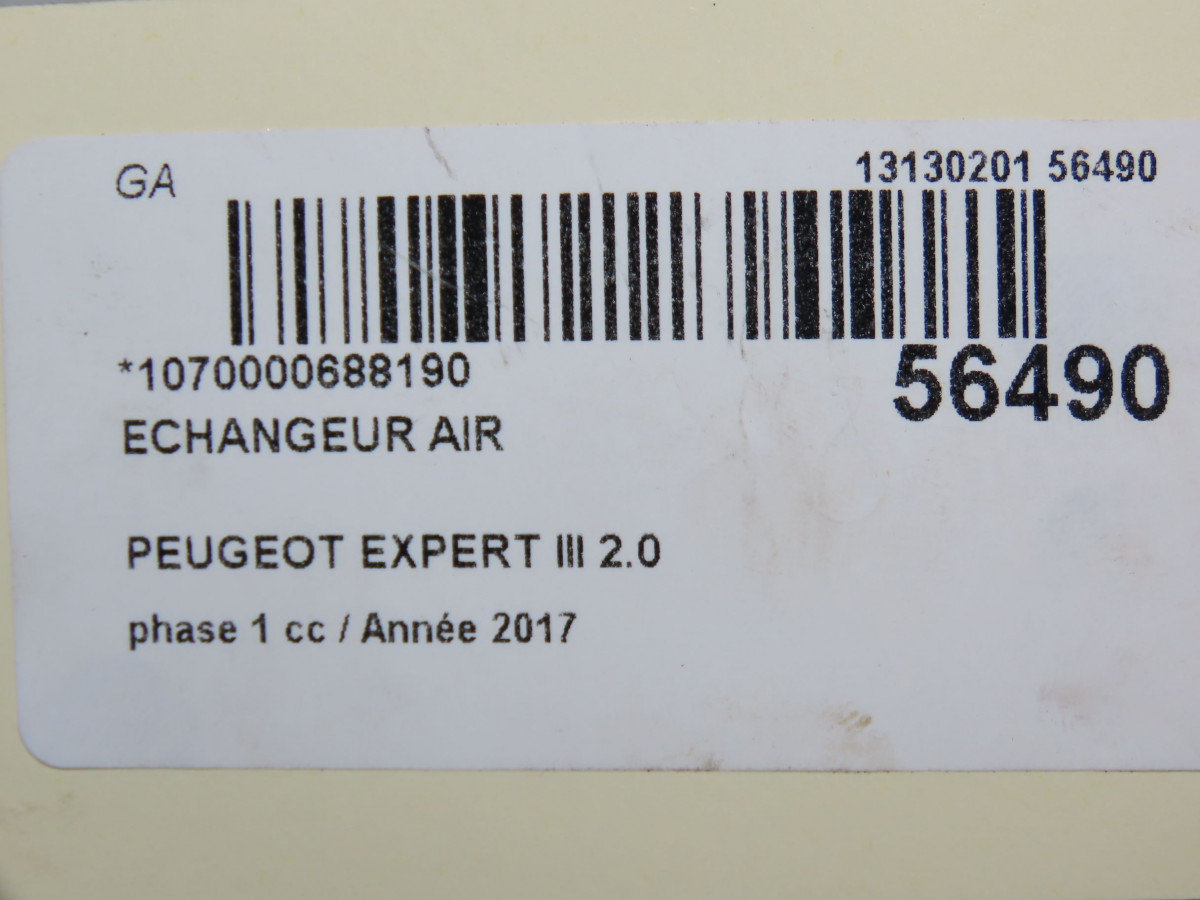 GA
13130201 56490
*1070000688190
56490
ECHANGEUR AIR
PEUGEOT EXPERT III 2.0
phase 1 cc / Année 2017